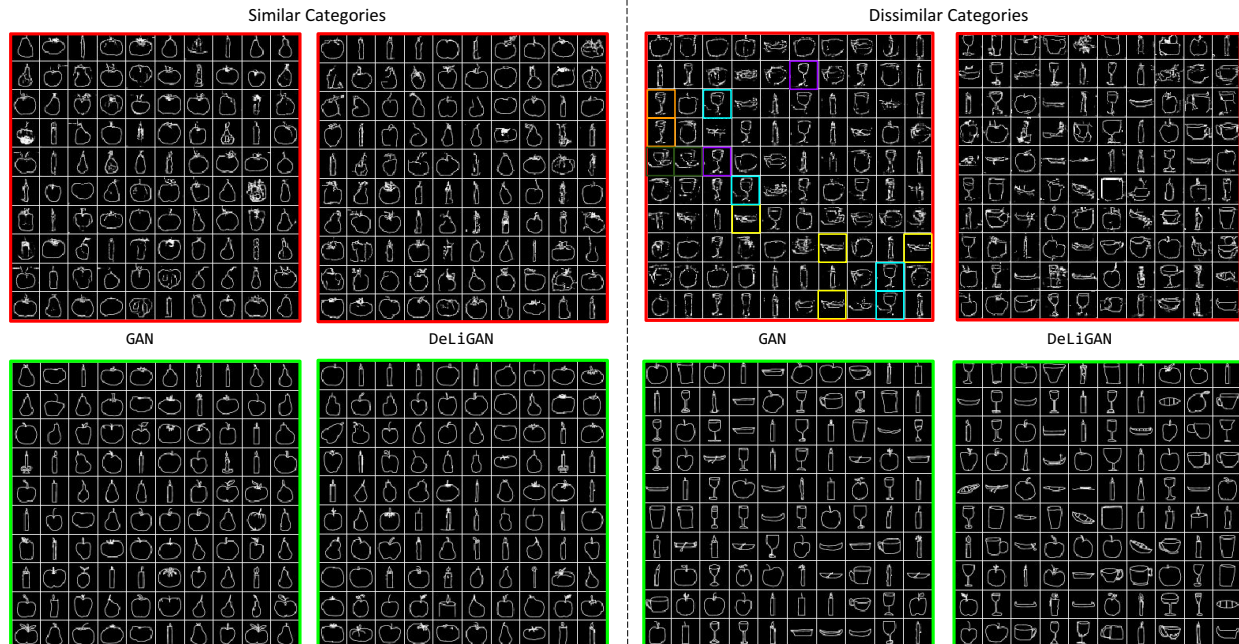 Similar Categories
Dissimilar Categories
GAN
DeLiGAN
GAN
DeLiGAN